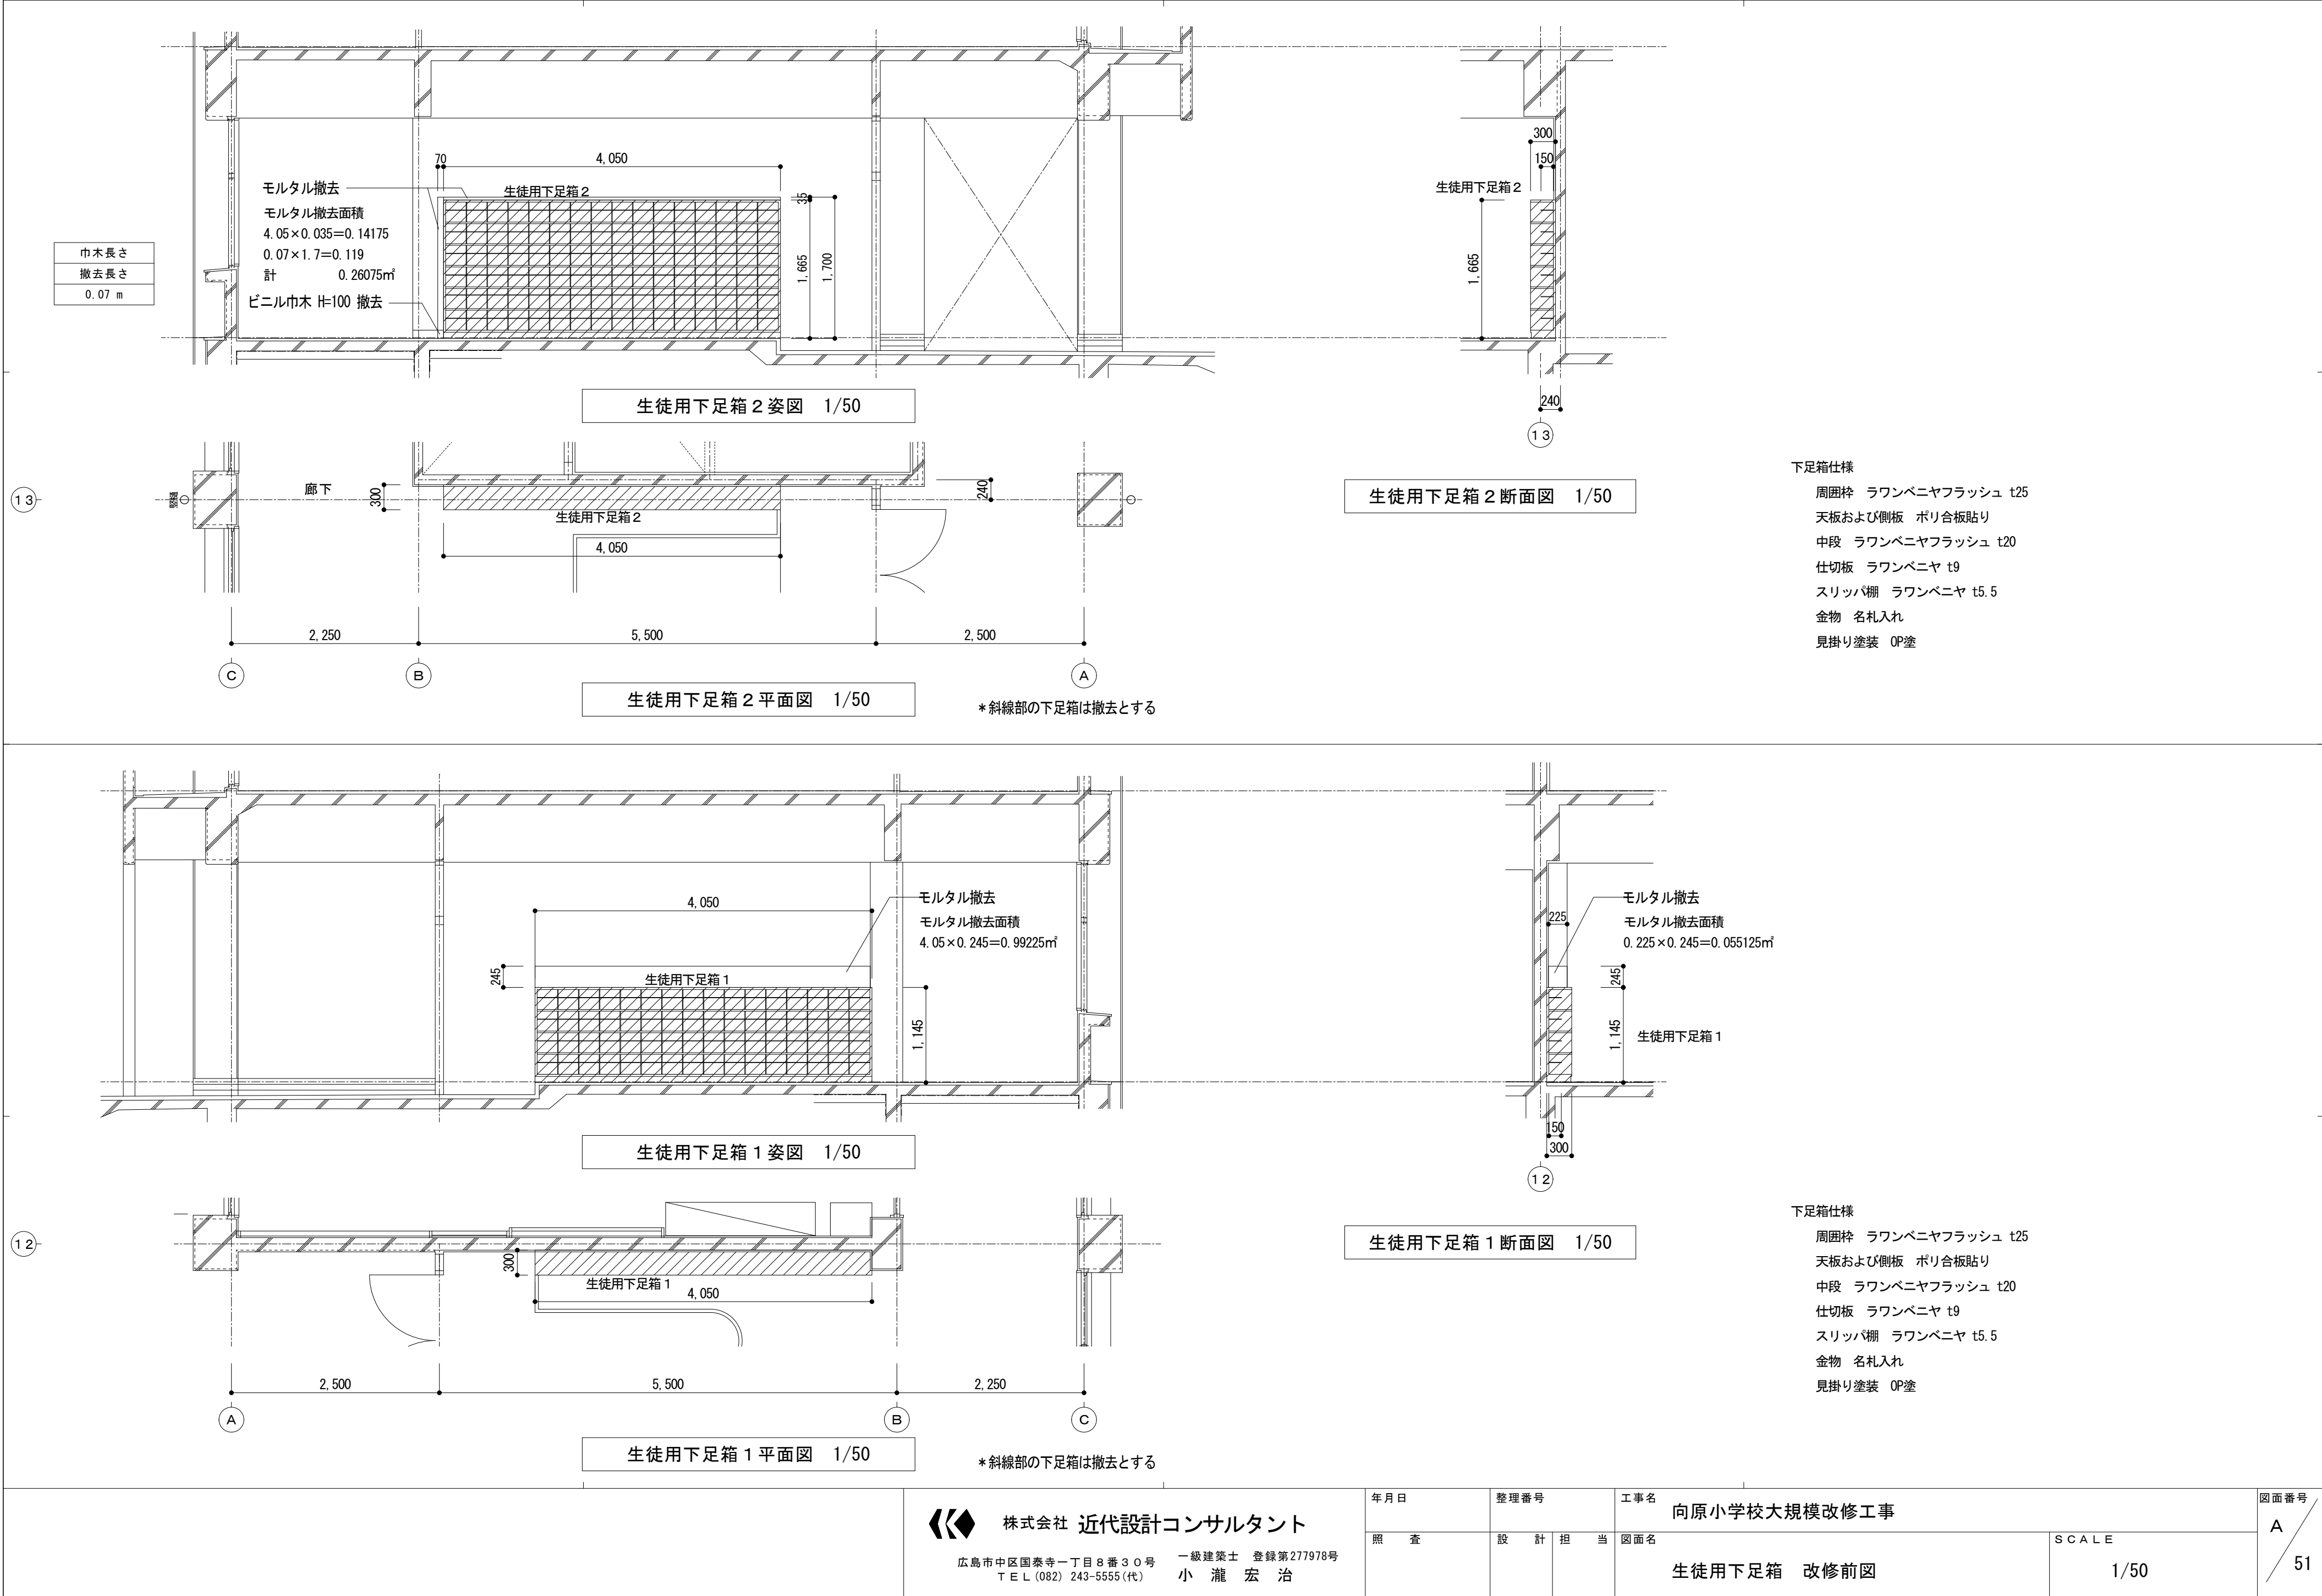 70
4,050
モルタル撤去
モルタル撤去面積
4.05×0.035=0.14175
0.07×1.7=0.119
計 0.26075㎡
ビニル巾木 H=100 撤去
生徒用下足箱2
35
1,665
1,700
巾木長さ
撤去長さ
0.07 m
生徒用下足箱2姿図 1/50
300
150
生徒用下足箱2
1,665
240
13
生徒用下足箱2断面図 1/50
13
廊下
300
生徒用下足箱2
4,050
240
2,250
5,500
2,500
C
B
A
生徒用下足箱2平面図 1/50
*斜線部の下足箱は撤去とする
下足箱仕様
周囲枠 ラワンベニヤフラッシュ t25
天板および側板 ポリ合板貼り
中段 ラワンベニヤフラッシュ t20
仕切板 ラワンベニヤ t9
スリッパ棚 ラワンベニヤ t5.5
金物 名札入れ
見掛り塗装 OP塗
4,050
モルタル撤去
モルタル撤去面積
4.05×0.245=0.99225㎡
245
生徒用下足箱1
1,145
生徒用下足箱1姿図 1/50
225
モルタル撤去
モルタル撤去面積
0.225×0.245=0.055125㎡
245
1,145
生徒用下足箱1
150
300
12
生徒用下足箱1断面図 1/50
12
300
生徒用下足箱1
4,050
2,500
5,500
2,250
A
B
C
生徒用下足箱1平面図 1/50
*斜線部の下足箱は撤去とする
下足箱仕様
周囲枠 ラワンベニヤフラッシュ t25
天板および側板 ポリ合板貼り
中段 ラワンベニヤフラッシュ t20
仕切板 ラワンベニヤ t9
スリッパ棚 ラワンベニヤ t5.5
金物 名札入れ
見掛り塗装 OP塗
株式会社 近代設計コンサルタント
広島市中区国泰寺一丁目8番30号
TEL(082) 243-5555(代)
一級建築士 登録第277978号
小瀧宏治
年月日
整理番号
工事名
向原小学校大規模改修工事
照査
設計
担当
図面名
生徒用下足箱 改修前図
SCALE
1/50
図面番号
A
51